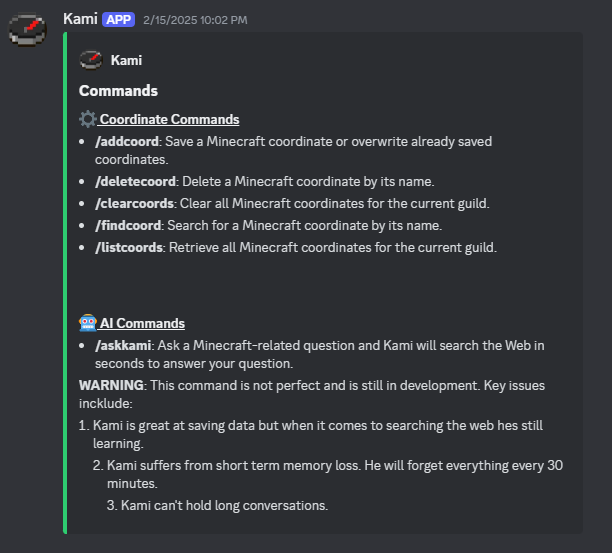 Kami APP 2/15/2025 10:02 PM
Kami
Commands
Coordinate Commands
• /addcoord: Save a Minecraft coordinate or overwrite already saved
coordinates.
• /deletecoord: Delete a Minecraft coordinate by its name.
• /clearcoords: Clear all Minecraft coordinates for the current guild.
• /findcoord: Search for a Minecraft coordinate by its name.
• /listcoords: Retrieve all Minecraft coordinates for the current guild.
AI Commands
• /askkami: Ask a Minecraft-related question and Kami will search the Web in
seconds to answer your question.
WARNING: This command is not perfect and is still in development. Key issues
incklude:
1. Kami is great at saving data but when it comes to searching the web hes still
learning.
2. Kami suffers from short term memory loss. He will forget everything every 30
minutes.
3. Kami can't hold long conversations.